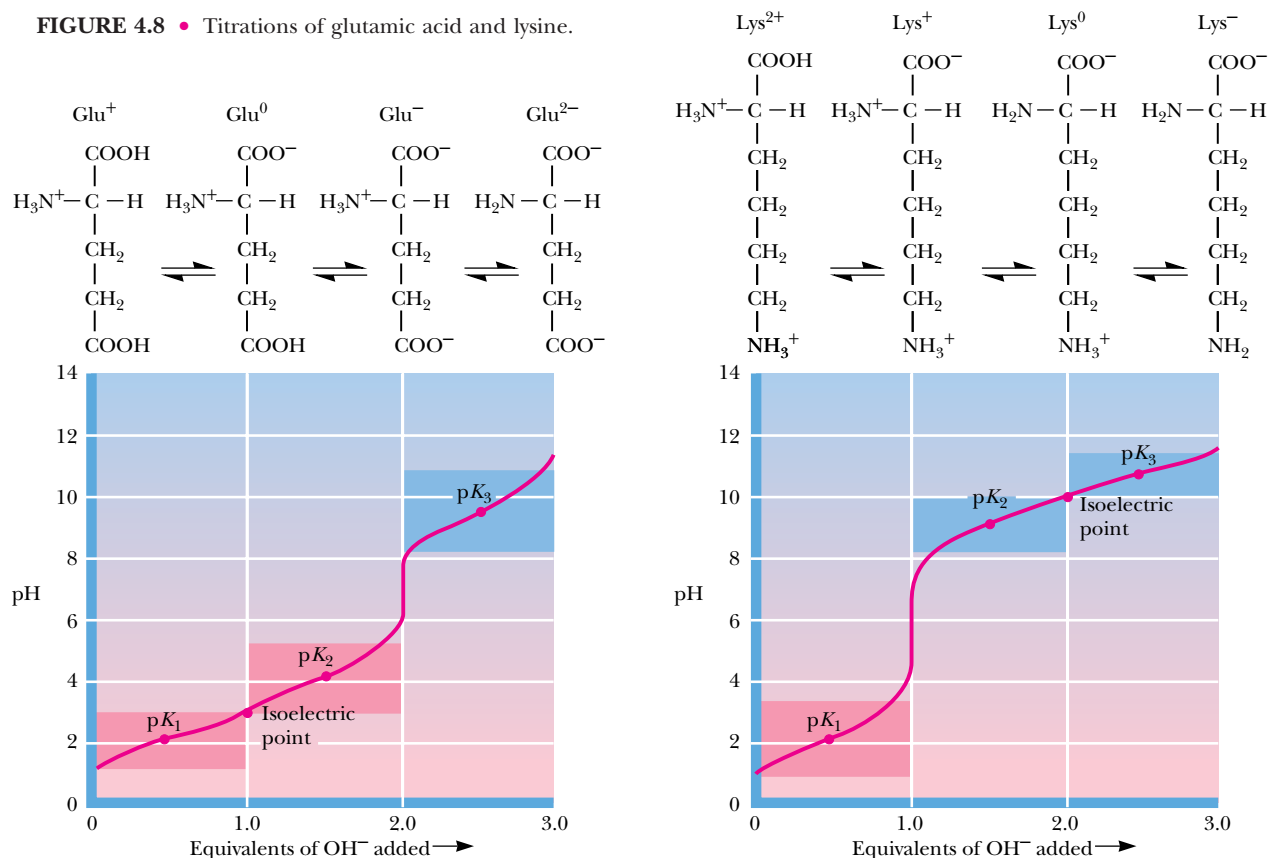 FIGURE 4.8 • Titrations of glutamic acid and lysine.
Glu⁺ Glu⁰ Glu⁻ Glu²⁻
COOH COO⁻ COO⁻ COO⁻
H₃N⁺—C—H H₃N⁺—C—H H₃N⁺—C—H H₂N—C—H
CH₂ CH₂ CH₂ CH₂
CH₂ CH₂ CH₂ CH₂
COOH COOH COO⁻ COO⁻
14
12
10
8
pH
6
4
2
0
pK₁
pK₂
pK₃
Isoelectric
point
0 1.0 2.0 3.0
Equivalents of OH⁻ added
Lys²⁺ Lys⁺ Lys⁰ Lys⁻
COOH COO⁻ COO⁻ COO⁻
H₃N⁺—C—H H₃N⁺—C—H H₂N—C—H H₂N—C—H
CH₂ CH₂ CH₂ CH₂
CH₂ CH₂ CH₂ CH₂
CH₂ CH₂ CH₂ CH₂
CH₂ CH₂ CH₂ CH₂
NH₃⁺ NH₃⁺ NH₃⁺ NH₂
14
12
10
8
pH
6
4
2
0
pK₁
pK₂
pK₃
Isoelectric
point
0 1.0 2.0 3.0
Equivalents of OH⁻ added